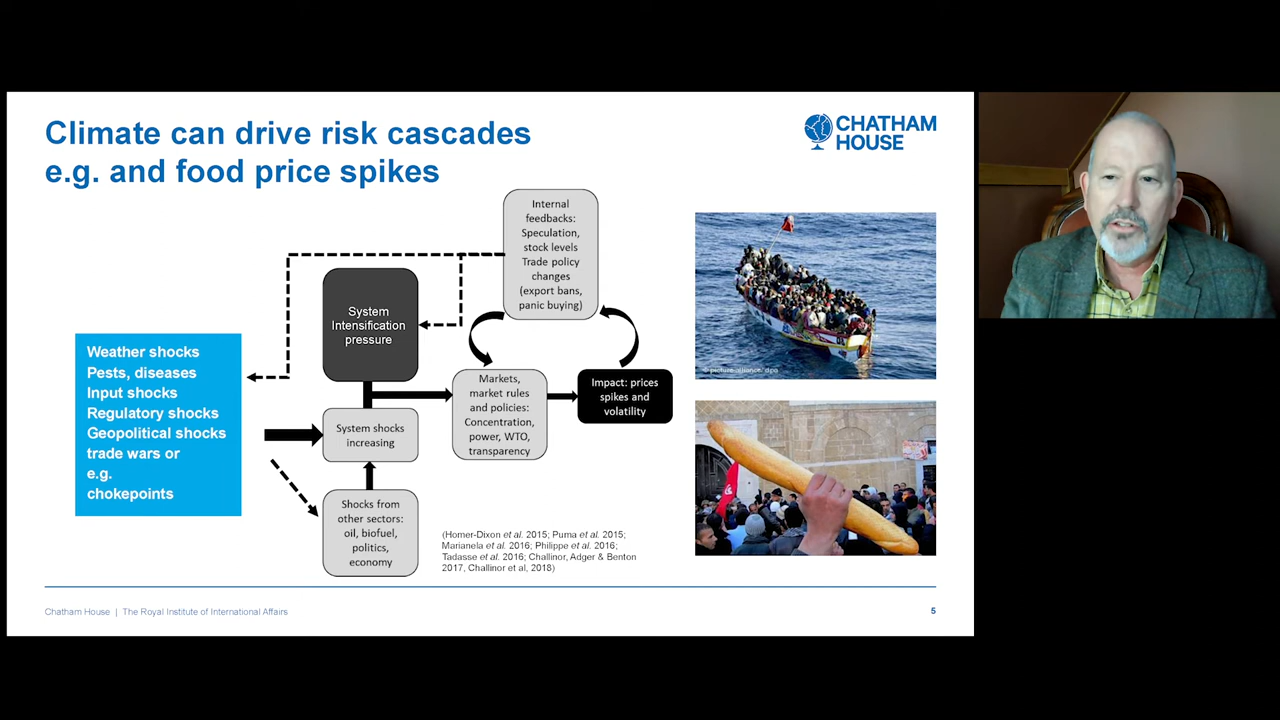 Climate can drive risk cascades
e.g. and food price spikes
CHATHAM
HOUSE
Internal
feedbacks:
Speculation,
stock levels
Trade policy
changes
(export bans,
panic buying)
System
Intensification
pressure
Weather shocks
Pests, diseases
Input shocks
Regulatory shocks
Geopolitical shocks
trade wars or
e.g.
chokepoints
System shocks
increasing
Markets,
market rules
and policies:
Concentration,
power, WTO,
transparency
Impact: prices
spikes and
volatility
Shocks from
other sectors:
oil, biofuel,
politics,
economy
(Homer-Dixon et al. 2015; Puma et al. 2015;
Marianela et al. 2016; Philippe et al. 2016;
Tadasse et al. 2016; Challinor, Adger & Benton
2017, Challinor et al, 2018)
© picture-alliance/ dpa
Chatham House | The Royal Institute of International Affairs
5